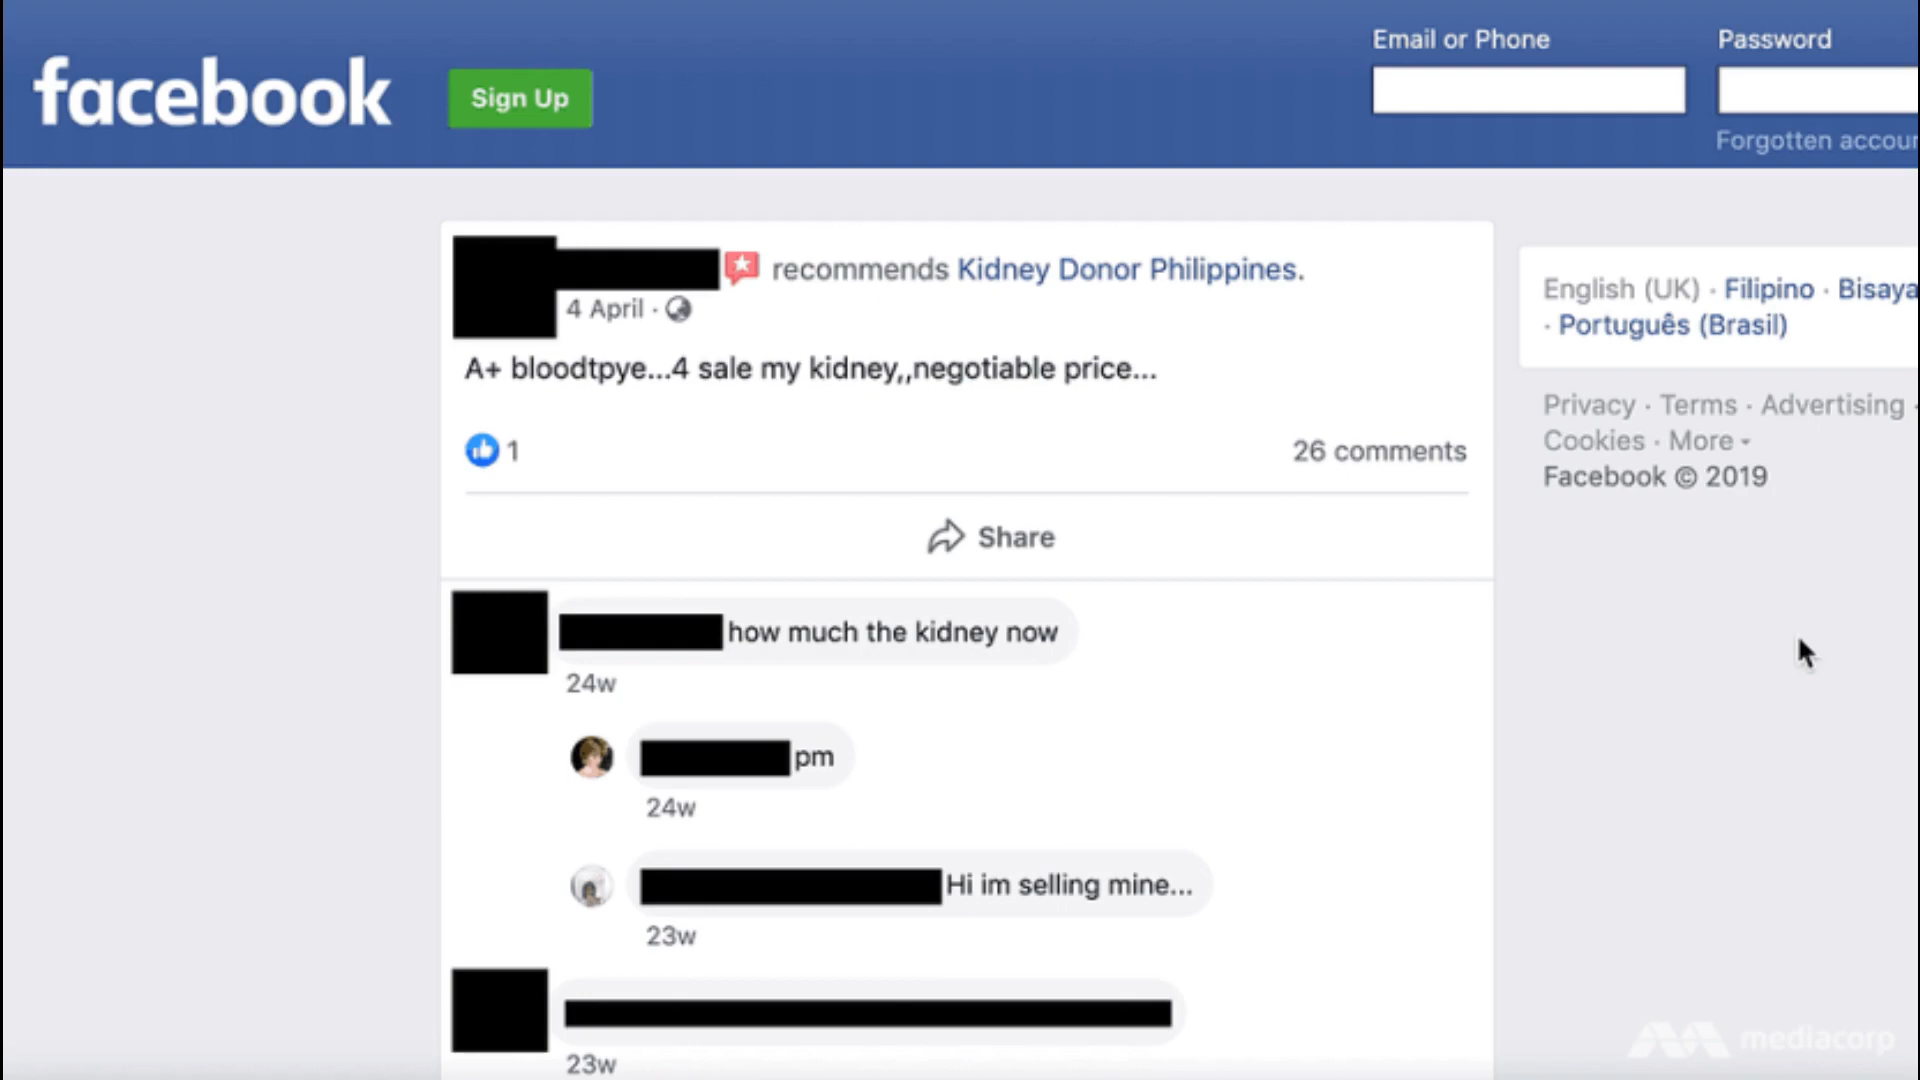 facebook
Sign Up
Email or Phone
Password
Forgotten
recommends Kidney Donor Philippines.
4 April ·
A+ bloodtpye...4 sale my kidney,,negotiable price...
1
26 comments
Share
how much the kidney now
24w
pm
24w
Hi im selling mine...
23w
23w
English (UK) · Filipino · Bisaya
· Português (Brasil)
Privacy · Terms · Advertising ·
Cookies · More
Facebook © 2019
mediacorp